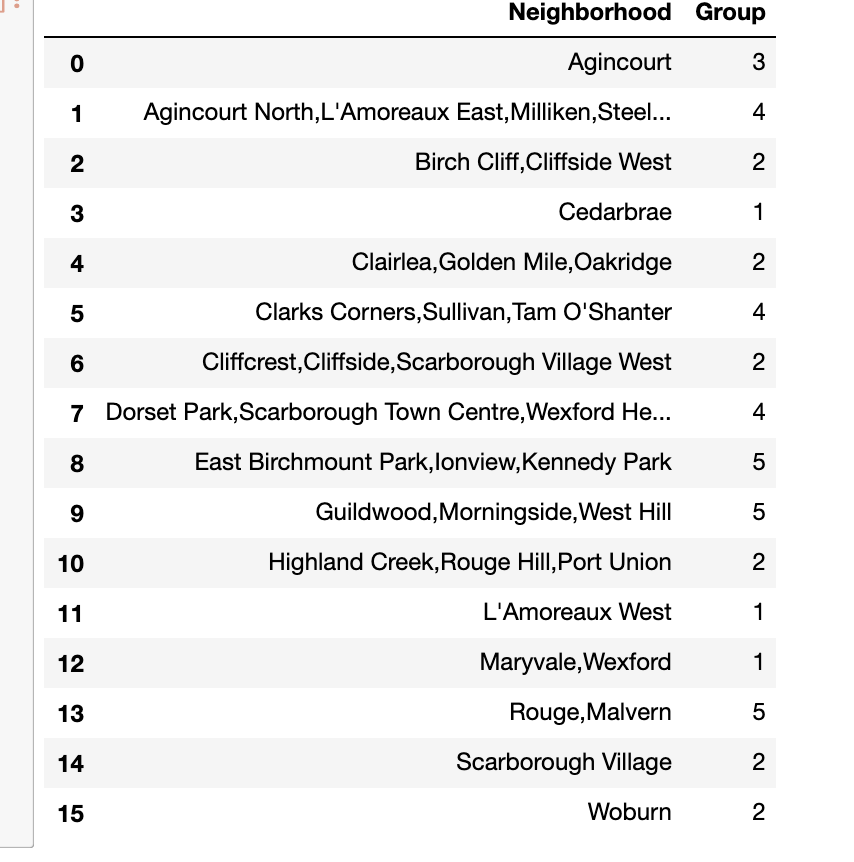 ]:
Neighborhood Group
0 Agincourt 3
1 Agincourt North,L'Amoreaux East,Milliken,Steel... 4
2 Birch Cliff,Cliffside West 2
3 Cedarbrae 1
4 Clairlea,Golden Mile,Oakridge 2
5 Clarks Corners,Sullivan,Tam O'Shanter 4
6 Cliffcrest,Cliffside,Scarborough Village West 2
7 Dorset Park,Scarborough Town Centre,Wexford He... 4
8 East Birchmount Park,Ionview,Kennedy Park 5
9 Guildwood,Morningside,West Hill 5
10 Highland Creek,Rouge Hill,Port Union 2
11 L'Amoreaux West 1
12 Maryvale,Wexford 1
13 Rouge,Malvern 5
14 Scarborough Village 2
15 Woburn 2